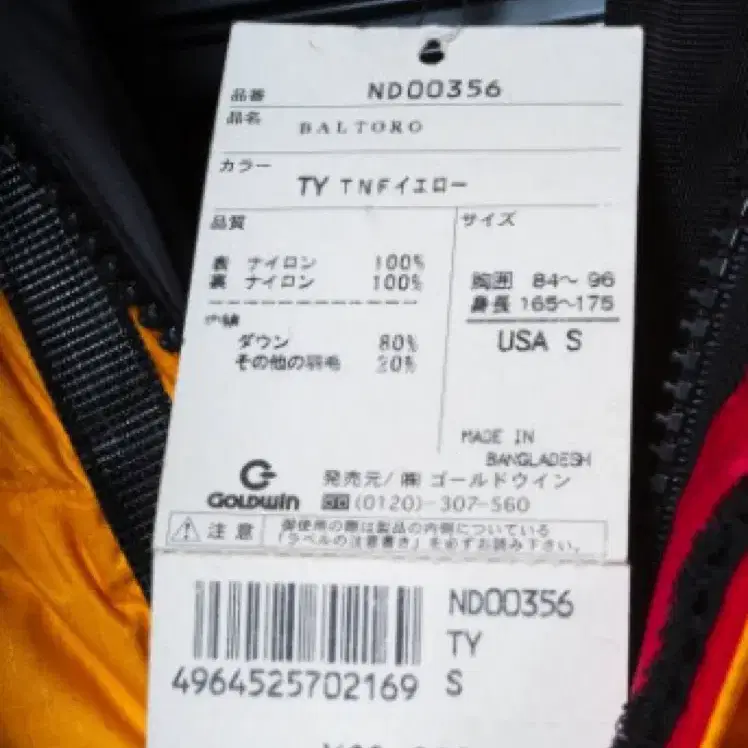 品番 ND00356
品名 BALTORO
カラー
TY TNFイエロー
品質
表 ナイロン 100%
裏 ナイロン 100%
ダウン 80%
その他の羽毛 20%
サイズ
胸囲 84〜96
身長 165〜175
USA S
MADE IN
BANGLADESH
GOLDWIN
発売元/㈱ ゴールドウイン
(0120)-307-560
注意
御使用の際は製品の内側についている
「ラベルの注意書き」を必ずお読み下さい。
ND00356
TY
S
4964525702169